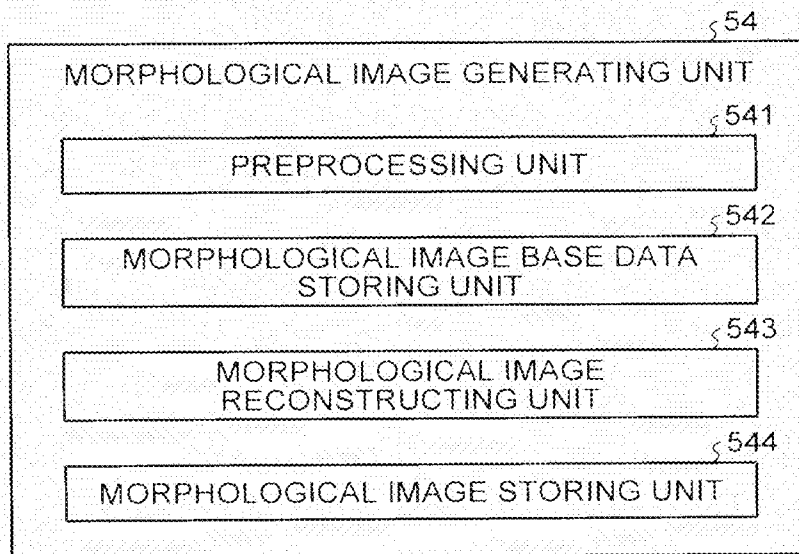 54
MORPHOLOGICAL IMAGE GENERATING UNIT
541
PREPROCESSING UNIT
542
MORPHOLOGICAL IMAGE BASE DATA
STORING UNIT
543
MORPHOLOGICAL IMAGE
RECONSTRUCTING UNIT
544
MORPHOLOGICAL IMAGE STORING UNIT